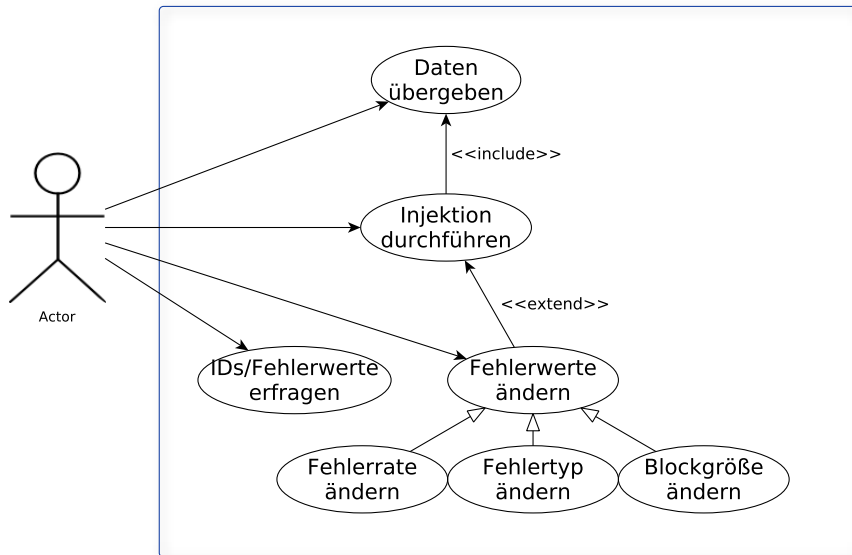 Daten
übergeben
<<include>>
Injektion
durchführen
<<extend>>
Actor
IDs/Fehlerwerte
erfragen
Fehlerwerte
ändern
Fehlerrate
ändern
Fehlertyp
ändern
Blockgröße
ändern